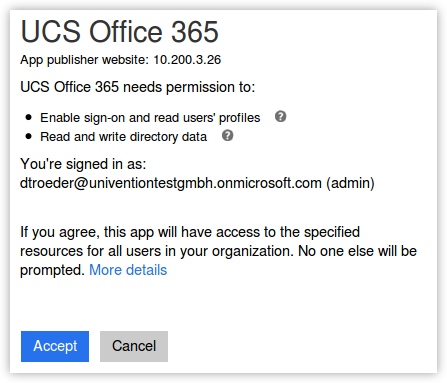 UCS Office 365
App publisher website: 10.200.3.26
UCS Office 365 needs permission to:
• Enable sign-on and read users' profiles ?
• Read and write directory data ?
You're signed in as:
dtroeder@univentiontestgmbh.onmicrosoft.com (admin)
If you agree, this app will have access to the specified
resources for all users in your organization. No one else will be
prompted. More details
Accept Cancel